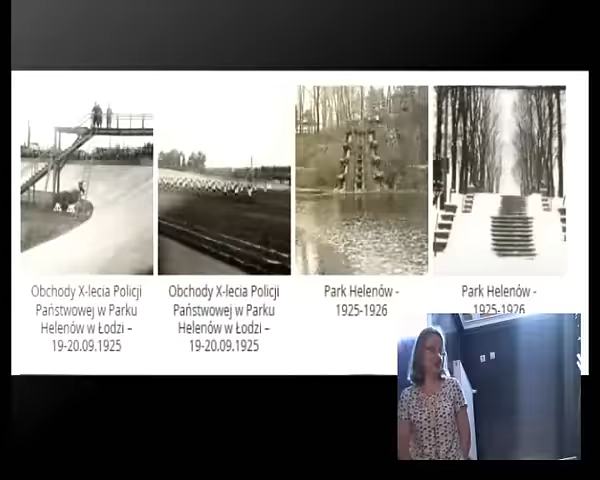 Obchody X-lecia Policji
Państwowej w Parku
Helenów w Łodzi –
19-20.09.1925
Obchody X-lecia Policji
Państwowej w Parku
Helenów w Łodzi –
19-20.09.1925
Park Helenów -
1925-1926
Park Helenów -
1925-1926